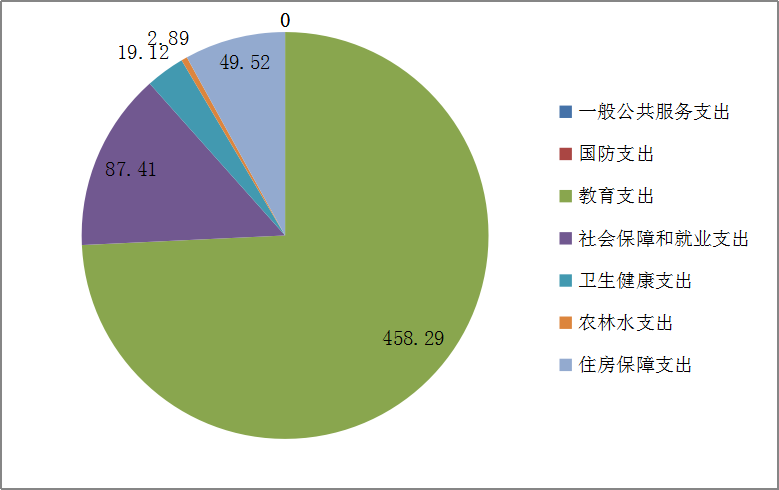 0
2.89
19.12
49.52
87.41
458.29
一般公共服务支出
国防支出
教育支出
社会保障和就业支出
卫生健康支出
农林水支出
住房保障支出